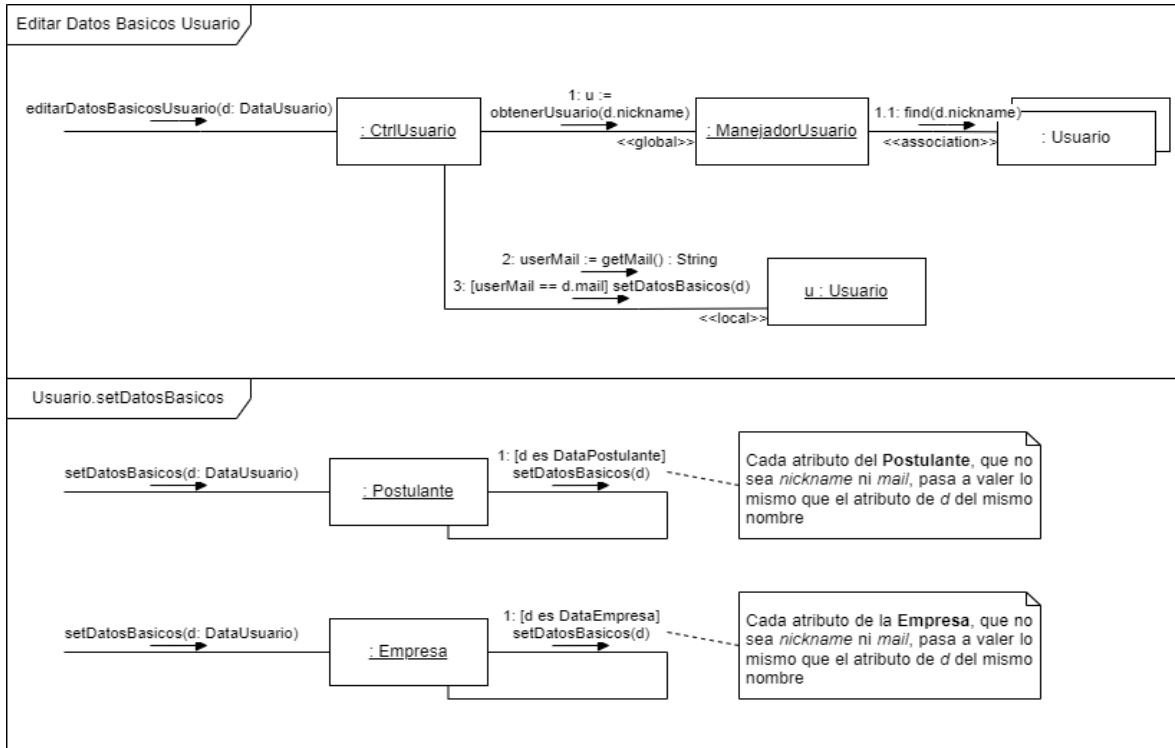 Editar Datos Basicos Usuario
editarDatosBasicosUsuario(d: DataUsuario)
: CtrlUsuario
1: u :=
obtenerUsuario(d.nickname)
<<global>>
: ManejadorUsuario
1.1: find(d.nickname)
<<association>>
: Usuario
2: userMail := getMail() : String
3: [userMail == d.mail] setDatosBasicos(d)
<<local>>
u : Usuario
Usuario.setDatosBasicos
setDatosBasicos(d: DataUsuario)
: Postulante
1: [d es DataPostulante]
setDatosBasicos(d)
Cada atributo del Postulante, que no
sea nickname ni mail, pasa a valer lo
mismo que el atributo de d del mismo
nombre
setDatosBasicos(d: DataUsuario)
: Empresa
1: [d es DataEmpresa]
setDatosBasicos(d)
Cada atributo de la Empresa, que no
sea nickname ni mail, pasa a valer lo
mismo que el atributo de d del mismo
nombre